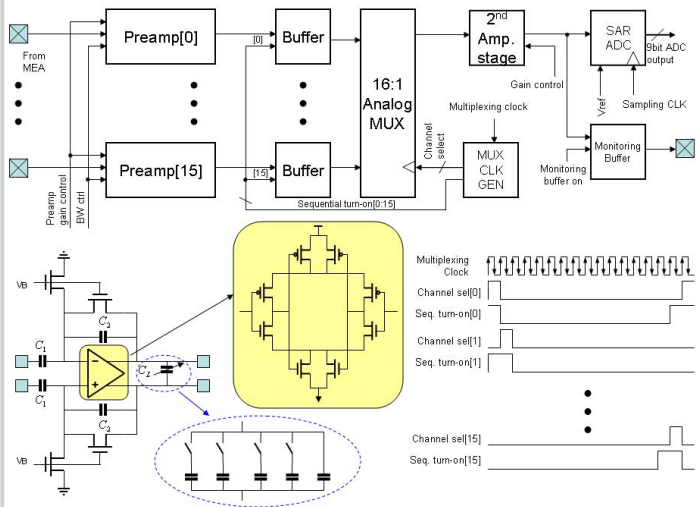 From
MEA
Preamp[0]
[0]
Buffer
16:1
Analog
MUX
2nd
Amp.
stage
Gain control
SAR
ADC
9bit ADC
output
Vref
Sampling CLK
Preamp[15]
[15]
Buffer
Channel
select
Multiplexing clock
MUX
CLK
GEN
Monitoring
Buffer
Monitoring
buffer on
Sequential turn-on[0:15]
Preamp
gain control
BW ctrl
VB
C2
C1
−
+
CL
C1
C2
VB
Multiplexing
Clock
Channel sel[0]
Seq. turn-on[0]
Channel sel[1]
Seq. turn-on[1]
Channel sel[15]
Seq. turn-on[15]